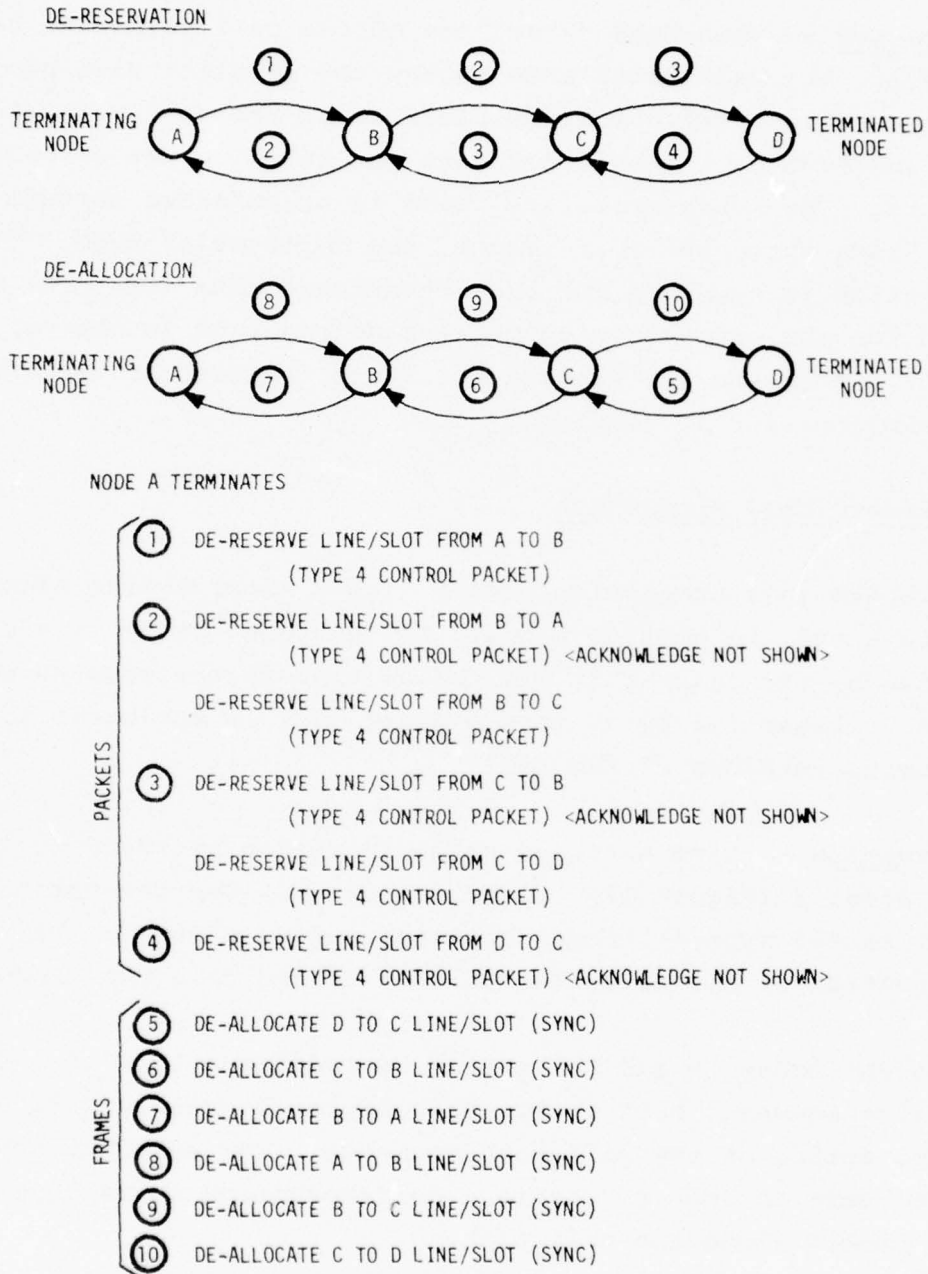 DE-RESERVATION
1 2 3
TERMINATING NODE A B C D TERMINATED NODE
2 3 4
DE-ALLOCATION
8 9 10
TERMINATING NODE A B C D TERMINATED NODE
7 6 5
NODE A TERMINATES
PACKETS
1 DE-RESERVE LINE/SLOT FROM A TO B
(TYPE 4 CONTROL PACKET)
2 DE-RESERVE LINE/SLOT FROM B TO A
(TYPE 4 CONTROL PACKET) <ACKNOWLEDGE NOT SHOWN>
DE-RESERVE LINE/SLOT FROM B TO C
(TYPE 4 CONTROL PACKET)
3 DE-RESERVE LINE/SLOT FROM C TO B
(TYPE 4 CONTROL PACKET) <ACKNOWLEDGE NOT SHOWN>
DE-RESERVE LINE/SLOT FROM C TO D
(TYPE 4 CONTROL PACKET)
4 DE-RESERVE LINE/SLOT FROM D TO C
(TYPE 4 CONTROL PACKET) <ACKNOWLEDGE NOT SHOWN>
FRAMES
5 DE-ALLOCATE D TO C LINE/SLOT (SYNC)
6 DE-ALLOCATE C TO B LINE/SLOT (SYNC)
7 DE-ALLOCATE B TO A LINE/SLOT (SYNC)
8 DE-ALLOCATE A TO B LINE/SLOT (SYNC)
9 DE-ALLOCATE B TO C LINE/SLOT (SYNC)
10 DE-ALLOCATE C TO D LINE/SLOT (SYNC)